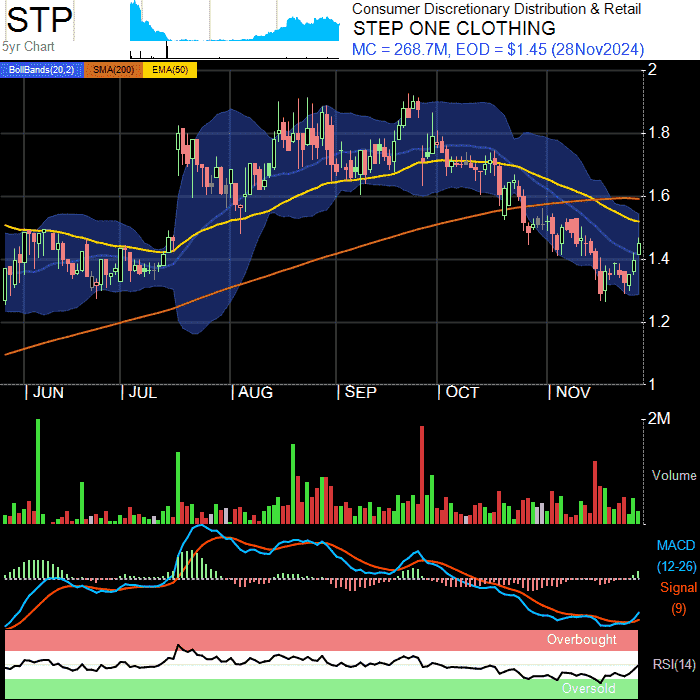 STP
5yr Chart
Consumer Discretionary Distribution & Retail
STEP ONE CLOTHING
MC = 268.7M, EOD = $1.45 (28Nov2024)
BollBands(20,2) SMA(200) EMA(50)
2
1.8
1.6
1.4
1.2
1
JUN JUL AUG SEP OCT NOV
2M
Volume
MACD
(12-26)
Signal
(9)
Overbought
RSI(14)
Oversold